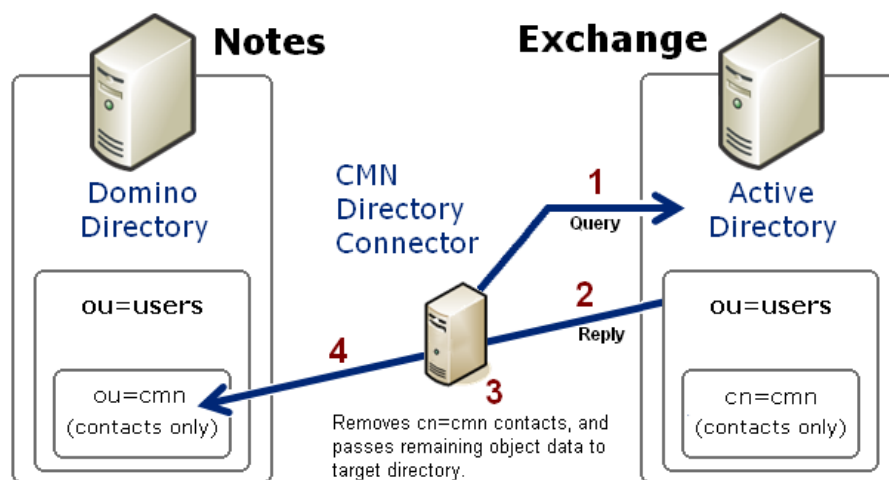 Notes
Exchange
Domino
Directory
CMN
Directory
Connector
1
Query
Active
Directory
ou=users
2
Reply
ou=users
4
3
ou=cmn
(contacts only)
Removes cn=cmn contacts, and
passes remaining object data to
target directory.
cn=cmn
(contacts only)